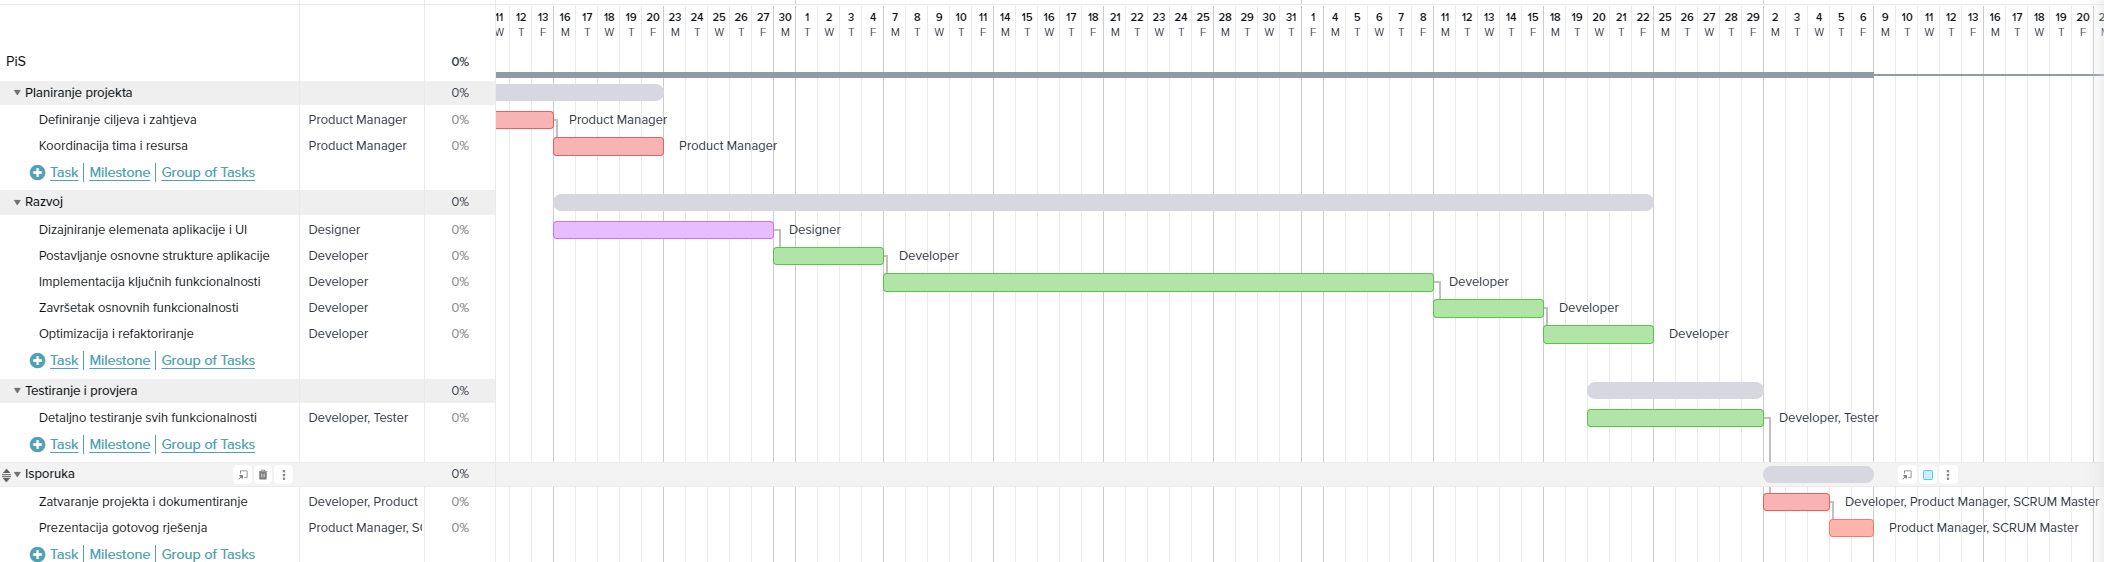 11 12 13 16 17 18 19 20 23 24 25 26 27 30 1 2 3 4 7 8 9 10 11 14 15 16 17 18 21 22 23 24 25 28 29 30 31 1 4 5 6 7 8 11 12 13 14 15 18 19 20 21 22 25 26 27 28 29 2 3 4 5 6 9 10 11 12 13 16 17 18 19 20
W T F M T W T F M T W T F M T W T F M T W T F M T W T F M T W T F M T W T F M T W T F M T W T F M T W T F M T W T F M T W T F M T W T F M T W T F
PiS 0%
Planiranje projekta 0%
Definiranje ciljeva i zahtjeva Product Manager 0% Product Manager
Koordinacija tima i resursa Product Manager 0% Product Manager
Task Milestone Group of Tasks
Razvoj 0%
Dizajniranje elemenata aplikacije i UI Designer 0% Designer
Postavljanje osnovne strukture aplikacije Developer 0% Developer
Implementacija ključnih funkcionalnosti Developer 0% Developer
Završetak osnovnih funkcionalnosti Developer 0% Developer
Optimizacija i refaktoriranje Developer 0% Developer
Task Milestone Group of Tasks
Testiranje i provjera 0%
Detaljno testiranje svih funkcionalnosti Developer, Tester 0% Developer, Tester
Task Milestone Group of Tasks
Isporuka 0%
Zatvaranje projekta i dokumentiranje Developer, Product 0% Developer, Product Manager, SCRUM Master
Prezentacija gotovog rješenja Product Manager, 0% Product Manager, SCRUM Master
Task Milestone Group of Tasks